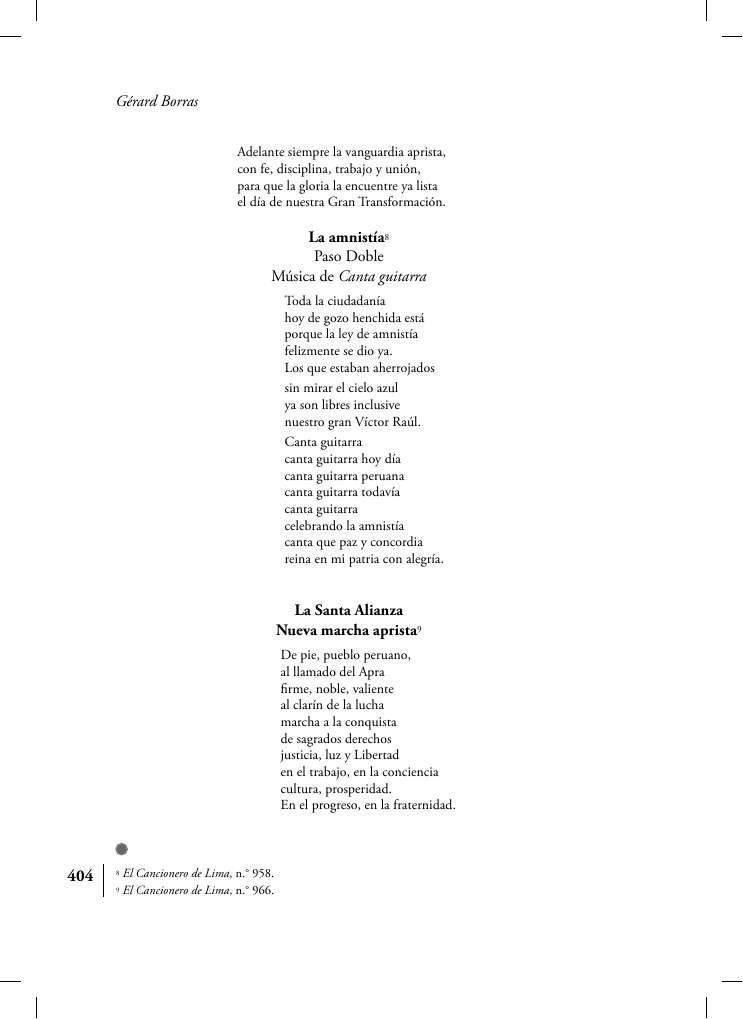 Gérard Borras
Adelante siempre la vanguardia aprista,
con fe, disciplina, trabajo y unión,
para que la gloria la encuentre ya lista
el día de nuestra Gran Transformación.
La amnistía⁸
Paso Doble
Música de Canta guitarra
Toda la ciudadanía
hoy de gozo henchida está
porque la ley de amnistía
felizmente se dio ya.
Los que estaban aherrojados
sin mirar el cielo azul
ya son libres inclusive
nuestro gran Víctor Raúl.
Canta guitarra
canta guitarra hoy día
canta guitarra peruana
canta guitarra todavía
canta guitarra
celebrando la amnistía
canta que paz y concordia
reina en mi patria con alegría.
La Santa Alianza
Nueva marcha aprista⁹
De pie, pueblo peruano,
al llamado del Apra
firme, noble, valiente
al clarín de la lucha
marcha a la conquista
de sagrados derechos
justicia, luz y Libertad
en el trabajo, en la conciencia
cultura, prosperidad.
En el progreso, en la fraternidad.
404
⁸ El Cancionero de Lima, n.° 958.
⁹ El Cancionero de Lima, n.° 966.